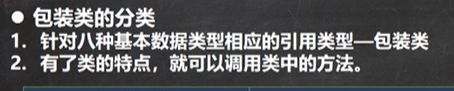 ● 包装类的分类
1. 针对八种基本数据类型相应的引用类型—包装类
2. 有了类的特点，就可以调用类中的方法。